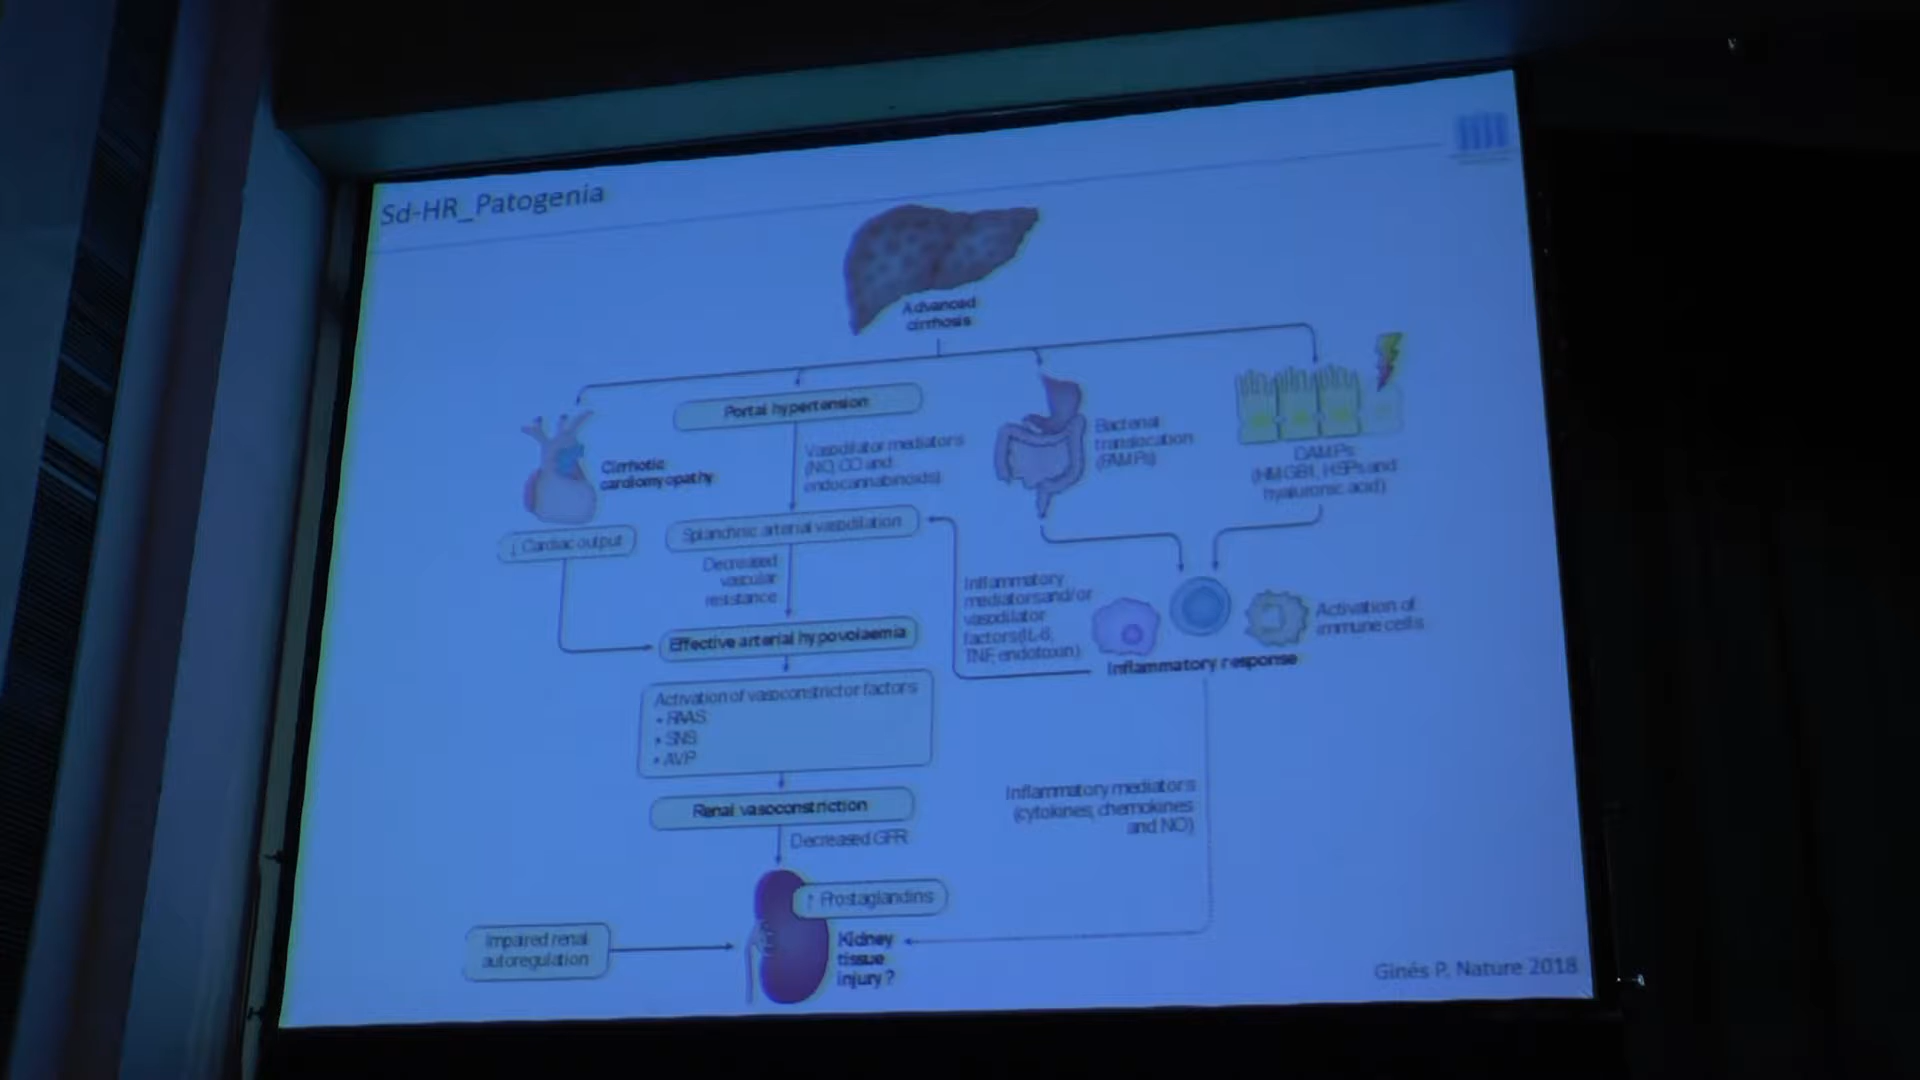 Sd-HR_Patogenia
Advanced
cirrhosis
Portal hypertension
Vasodilator mediators
(NO, CO and
endocannabinoids)
Cirrhotic
cardiomyopathy
↓ Cardiac output
Splanchnic arterial vasodilation
Decreased
vascular
resistance
Effective arterial hypovolaemia
Activation of vasoconstrictor factors
• RAAS
• SNS
• AVP
Renal vasoconstriction
Decreased GFR
↑ Prostaglandins
Impaired renal
autoregulation
Kidney
tissue
injury?
Bacterial
translocation
(PAMPs)
DAMPs
(HMGB1, HSPs and
hyaluronic acid)
Inflammatory
mediators and/or
vasodilator
factors (IL-6,
TNF, endotoxin)
Activation of
immune cells
Inflammatory response
Inflammatory mediators
(cytokines, chemokines
and NO)
Ginés P. Nature 2018